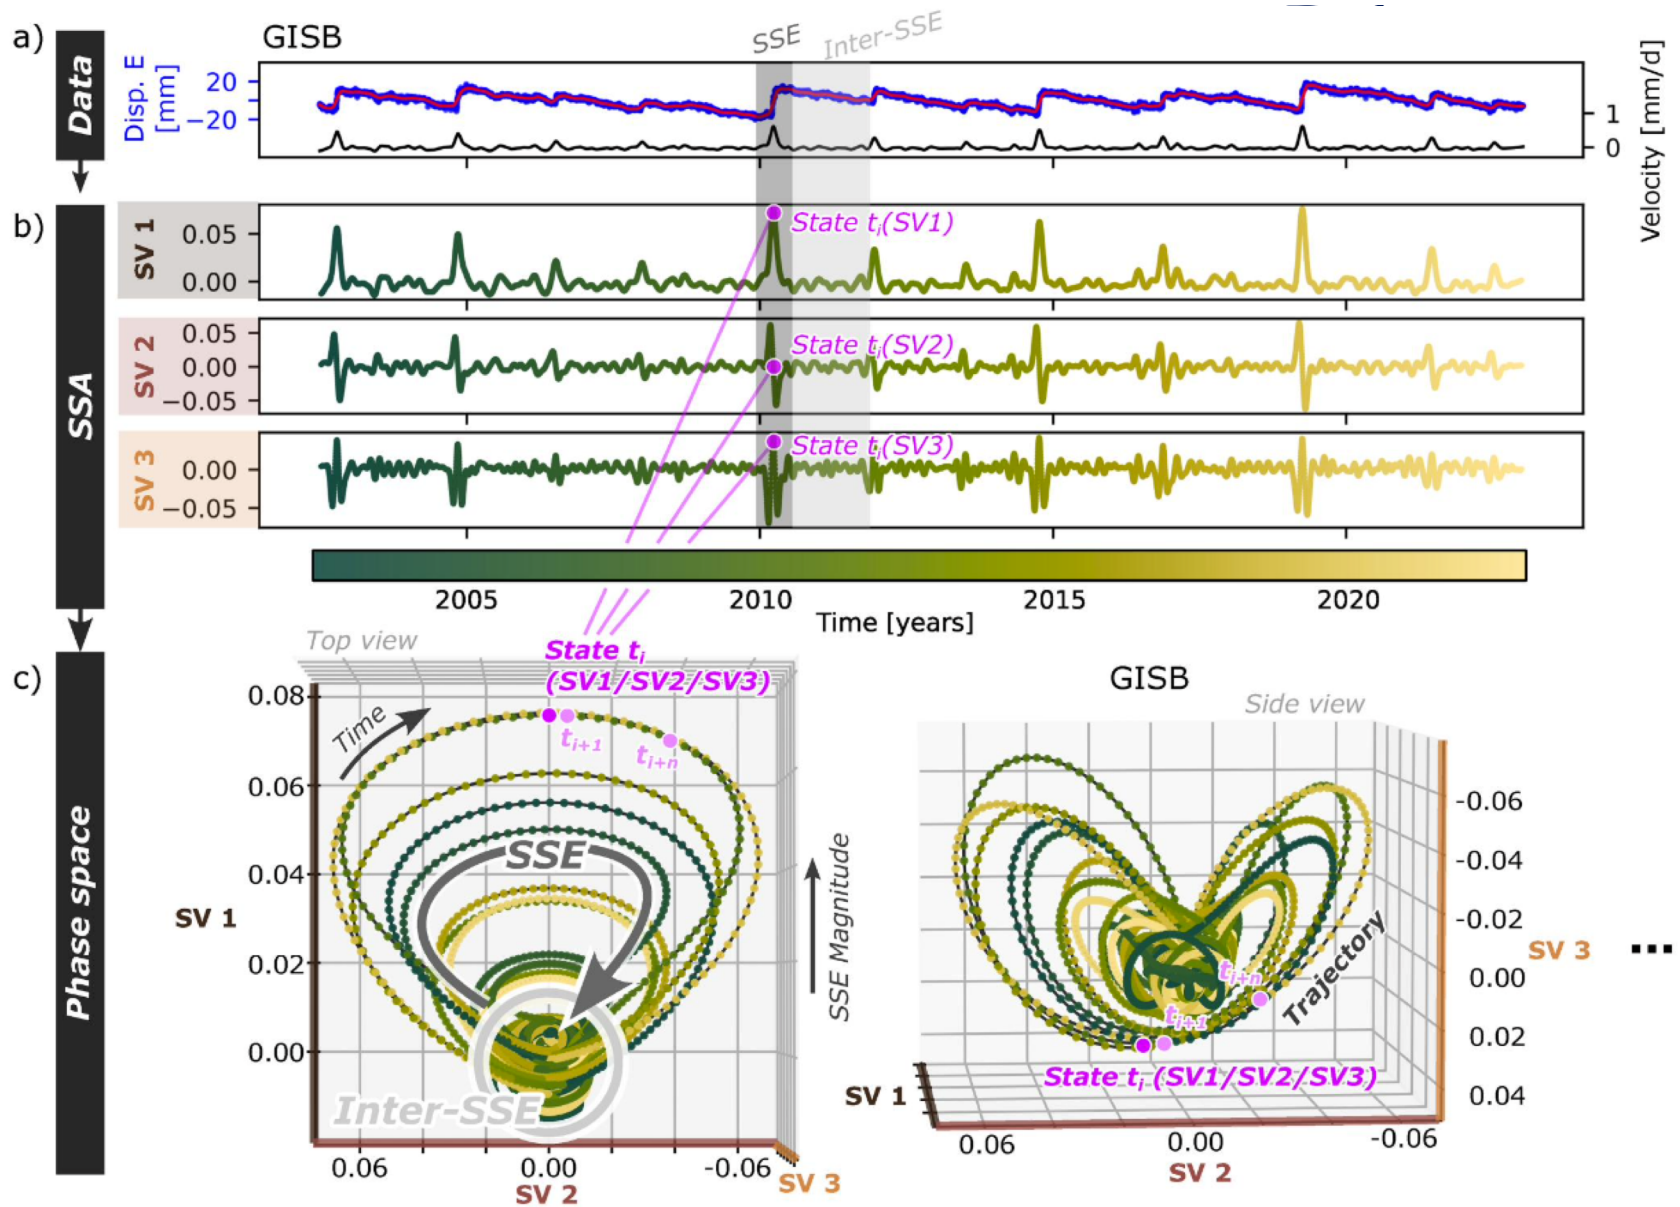 a)
Data
GISB
SSE
Inter-SSE
Disp. E
[mm]
20
−20
1
0
Velocity [mm/d]
b)
SSA
SV 1
0.05
0.00
State ti(SV1)
SV 2
0.05
0.00
−0.05
State ti(SV2)
SV 3
0.00
−0.05
State ti(SV3)
2005
2010
2015
2020
Time [years]
c)
Phase space
Top view
State ti
(SV1/SV2/SV3)
Time
ti+1
ti+n
0.08
0.06
0.04
0.02
0.00
SV 1
SSE
Inter-SSE
SSE Magnitude
0.06
0.00
-0.06
SV 2
SV 3
GISB
Side view
-0.06
-0.04
-0.02
0.00
0.02
0.04
SV 3
...
Trajectory
ti+n
ti+1
State ti (SV1/SV2/SV3)
SV 1
0.06
0.00
-0.06
SV 2